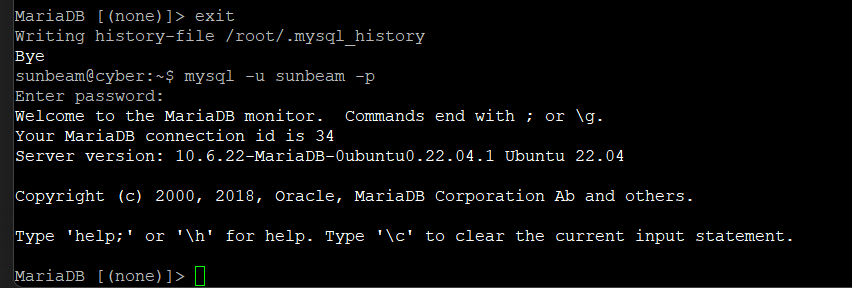 MariaDB [(none)]> exit
Writing history-file /root/.mysql_history
Bye
sunbeam@cyber:~$ mysql -u sunbeam -p
Enter password:
Welcome to the MariaDB monitor.  Commands end with ; or \g.
Your MariaDB connection id is 34
Server version: 10.6.22-MariaDB-0ubuntu0.22.04.1 Ubuntu 22.04
Copyright (c) 2000, 2018, Oracle, MariaDB Corporation Ab and others.
Type 'help;' or '\h' for help. Type '\c' to clear the current input statement.
MariaDB [(none)]>